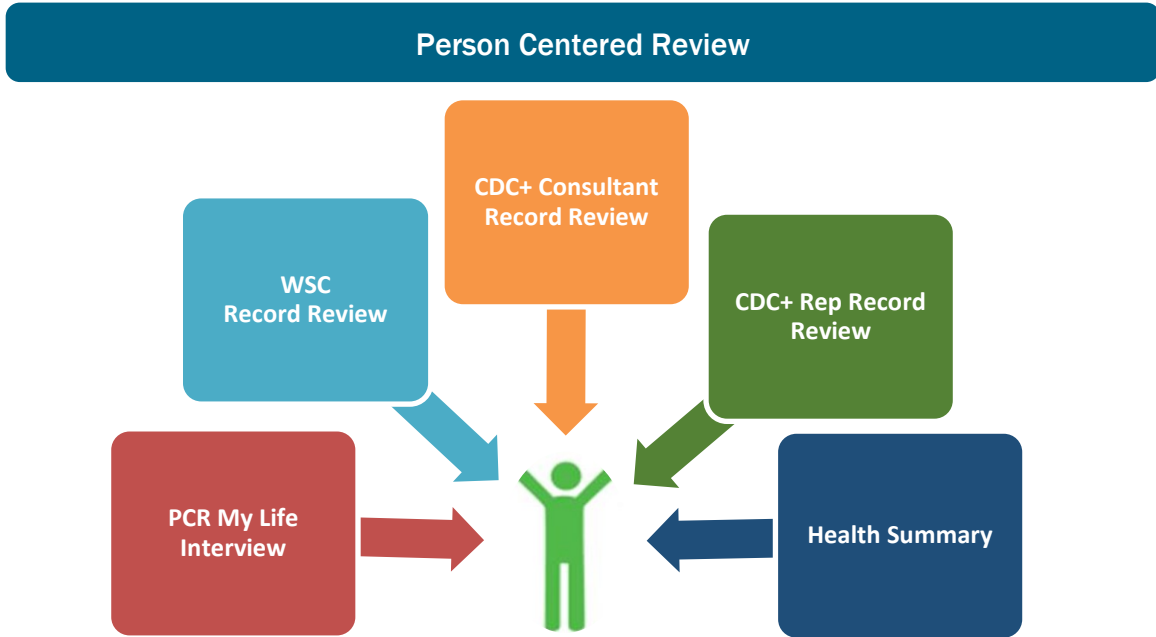 Person Centered Review
CDC+ Consultant
Record Review
WSC
Record Review
CDC+ Rep Record
Review
PCR My Life
Interview
Health Summary